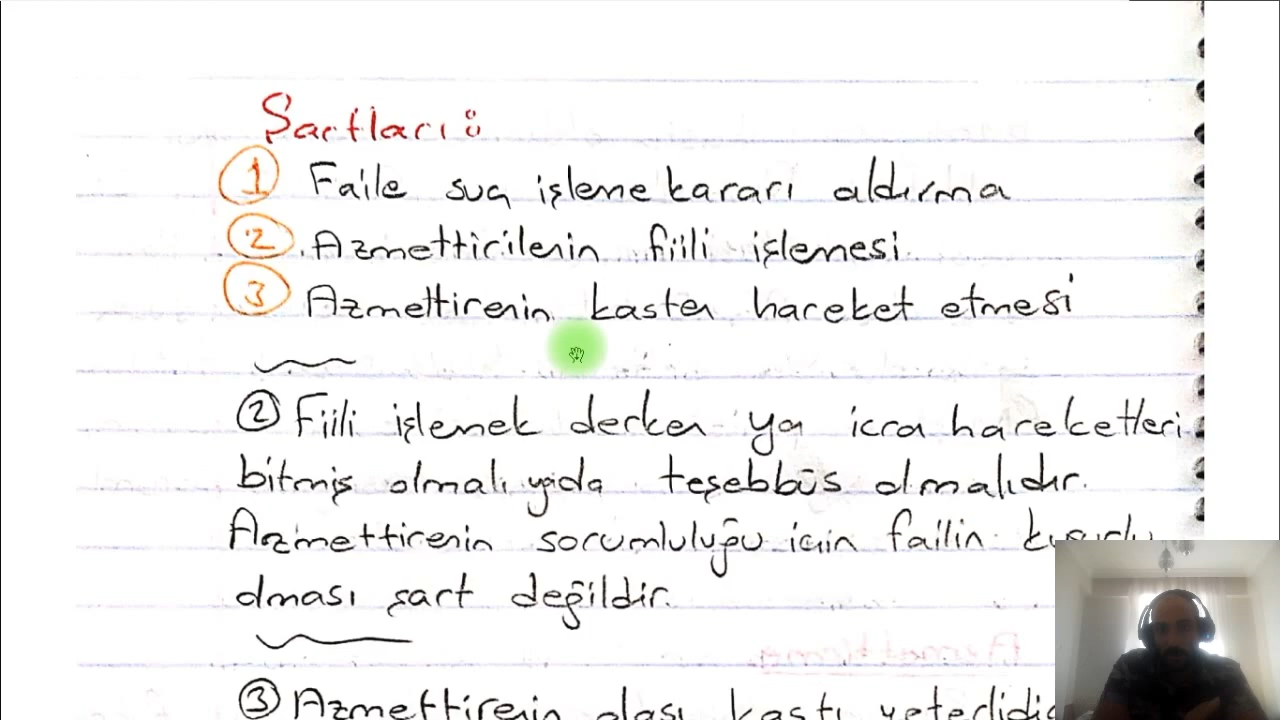 Şartları:
1 Faile suç işleme kararı aldırma
2 Azmettirilenin fiili işlemesi.
3 Azmettirenin kasten hareket etmesi
2 Fiili işlemek derken ya icra hareketleri
bitmiş olmalı yada teşebbüs olmalıdır.
Azmettirenin sorumluluğu için failin kusurlu
olması şart değildir.
3 Azmettirenin olası kastı yeterlidir